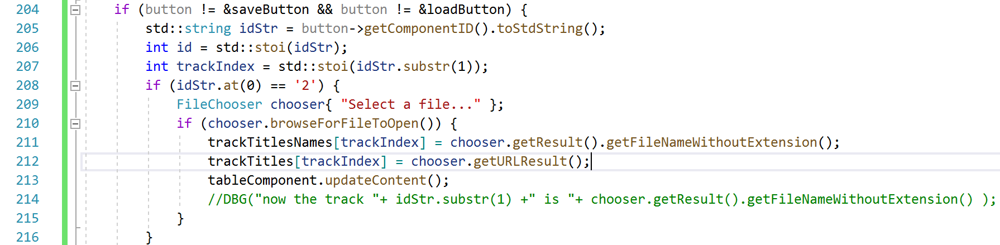 204 if (button != &saveButton && button != &loadButton) {
205 std::string idStr = button->getComponentID().toStdString();
206 int id = std::stoi(idStr);
207 int trackIndex = std::stoi(idStr.substr(1));
208 if (idStr.at(0) == '2') {
209 FileChooser chooser{ "Select a file..." };
210 if (chooser.browseForFileToOpen()) {
211 trackTitlesNames[trackIndex] = chooser.getResult().getFileNameWithoutExtension();
212 trackTitles[trackIndex] = chooser.getURLResult();
213 tableComponent.updateContent();
214 //DBG("now the track "+ idStr.substr(1) +" is "+ chooser.getResult().getFileNameWithoutExtension() );
215 }
216 }